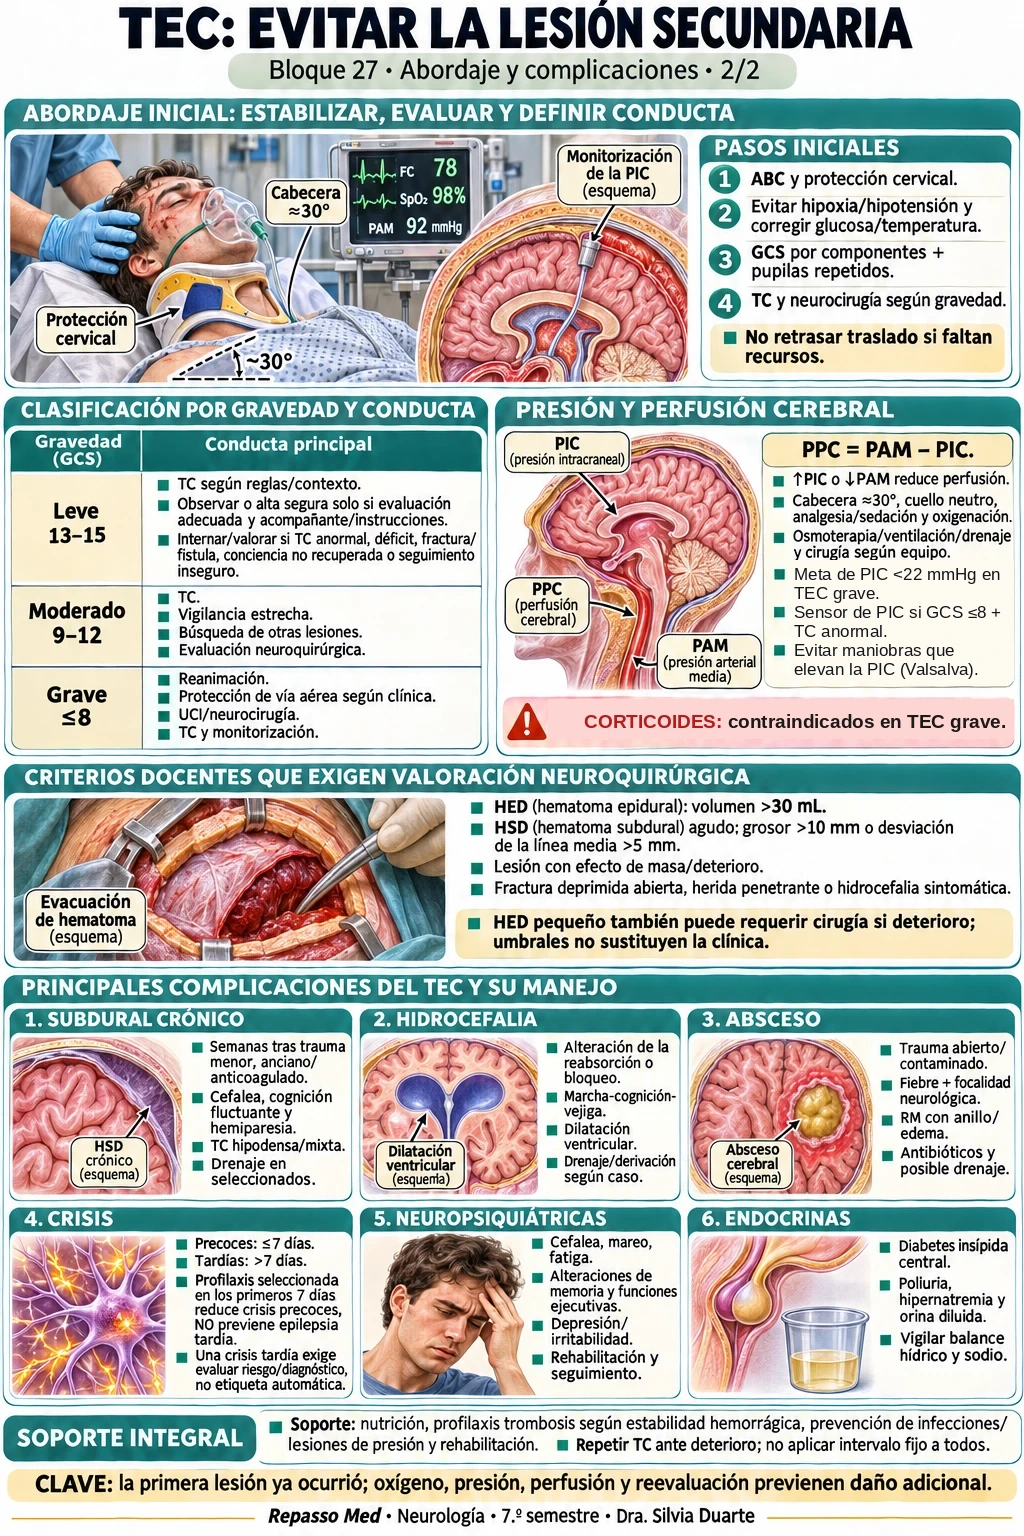 TEC: EVITAR LA LESIÓN SECUNDARIA
Bloque 27 • Abordaje y complicaciones • 2/2
ABORDAJE INICIAL: ESTABILIZAR, EVALUAR Y DEFINIR CONDUCTA
Protección
cervical
Cabecera
≈30°
~30°
FC 78
SpO₂ 98%
PAM 92 mmHg
Monitorización
de la PIC
(esquema)
PASOS INICIALES
1 ABC y protección cervical.
2 Evitar hipoxia/hipotensión y
corregir glucosa/temperatura.
3 GCS por componentes +
pupilas repetidos.
4 TC y neurocirugía según gravedad.
No retrasar traslado si faltan
recursos.
CLASIFICACIÓN POR GRAVEDAD Y CONDUCTA
Gravedad
(GCS)
Conducta principal
Leve
13–15
TC según reglas/contexto.
Observar o alta segura solo si evaluación
adecuada y acompañante/instrucciones.
Internar/valorar si TC anormal, déficit, fractura/
fistula, conciencia no recuperada o seguimiento
inseguro.
Moderado
9–12
TC.
Vigilancia estrecha.
Búsqueda de otras lesiones.
Evaluación neuroquirúrgica.
Grave
≤8
Reanimación.
Protección de vía aérea según clínica.
UCI/neurocirugía.
TC y monitorización.
PRESIÓN Y PERFUSIÓN CEREBRAL
PIC
(presión intracraneal)
PPC
(perfusión
cerebral)
PAM
(presión arterial
media)
PPC = PAM – PIC.
↑PIC o ↓PAM reduce perfusión.
Cabecera ≈30°, cuello neutro,
analgesia/sedación y oxigenación.
Osmoterapia/ventilación/drenaje
y cirugía según equipo.
Meta de PIC <22 mmHg en
TEC grave.
Sensor de PIC si GCS ≤8 +
TC anormal.
Evitar maniobras que
elevan la PIC (Valsalva).
CORTICOIDES: contraindicados en TEC grave.
CRITERIOS DOCENTES QUE EXIGEN VALORACIÓN NEUROQUIRÚRGICA
Evacuación
de hematoma
(esquema)
HED (hematoma epidural): volumen >30 mL.
HSD (hematoma subdural) agudo; grosor >10 mm o desviación
de la línea media >5 mm.
Lesión con efecto de masa/deterioro.
Fractura deprimida abierta, herida penetrante o hidrocefalia sintomática.
HED pequeño también puede requerir cirugía si deterioro;
umbrales no sustituyen la clínica.
PRINCIPALES COMPLICACIONES DEL TEC Y SU MANEJO
1. SUBDURAL CRÓNICO
HSD
crónico
(esquema)
Semanas tras trauma
menor, anciano/
anticoagulado.
Cefalea, cognición
fluctuante y
hemiparesia.
TC hipodensa/mixta.
Drenaje en
seleccionados.
2. HIDROCEFALIA
Dilatación
ventricular
(esquema)
Alteración de la
reabsorción o
bloqueo.
Marcha-cognición-
vejiga.
Dilatación
ventricular.
Drenaje/derivación
según caso.
3. ABSCESO
Absceso
cerebral
(esquema)
Trauma abierto/
contaminado.
Fiebre + focalidad
neurológica.
RM con anillo/
edema.
Antibióticos y
posible drenaje.
4. CRISIS
Precoces: ≤7 días.
Tardías: >7 días.
Profilaxis seleccionada
en los primeros 7 días
reduce crisis precoces,
NO previene epilepsia
tardía.
Una crisis tardía exige
evaluar riesgo/diagnóstico,
no etiqueta automática.
5. NEUROPSIQUIÁTRICAS
Cefalea, mareo,
fatiga.
Alteraciones de
memoria y funciones
ejecutivas.
Depresión/
irritabilidad.
Rehabilitación y
seguimiento.
6. ENDOCRINAS
Diabetes insípida
central.
Poliuria,
hipernatremia y
orina diluida.
Vigilar balance
hídrico y sodio.
SOPORTE INTEGRAL
Soporte: nutrición, profilaxis trombosis según estabilidad hemorrágica, prevención de infecciones/
lesiones de presión y rehabilitación. Repetir TC ante deterioro; no aplicar intervalo fijo a todos.
CLAVE: la primera lesión ya ocurrió; oxígeno, presión, perfusión y reevaluación previenen daño adicional.
Repasso Med • Neurología • 7.º semestre • Dra. Silvia Duarte